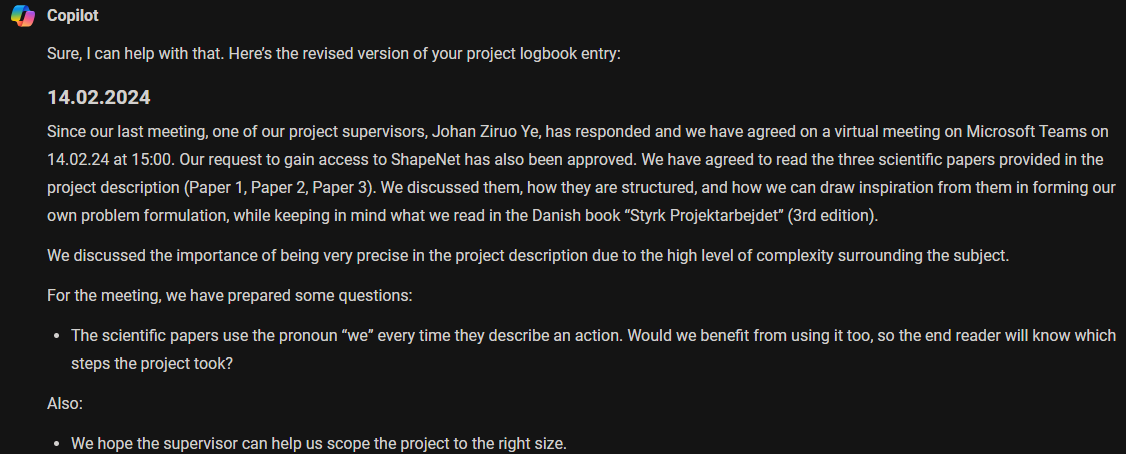 Copilot
Sure, I can help with that. Here’s the revised version of your project logbook entry:
14.02.2024
Since our last meeting, one of our project supervisors, Johan Ziruo Ye, has responded and we have agreed on a virtual meeting on Microsoft Teams on
14.02.24 at 15:00. Our request to gain access to ShapeNet has also been approved. We have agreed to read the three scientific papers provided in the
project description (Paper 1, Paper 2, Paper 3). We discussed them, how they are structured, and how we can draw inspiration from them in forming our
own problem formulation, while keeping in mind what we read in the Danish book “Styrk Projektarbejdet” (3rd edition).
We discussed the importance of being very precise in the project description due to the high level of complexity surrounding the subject.
For the meeting, we have prepared some questions:
• The scientific papers use the pronoun “we” every time they describe an action. Would we benefit from using it too, so the end reader will know which
steps the project took?
Also:
• We hope the supervisor can help us scope the project to the right size.